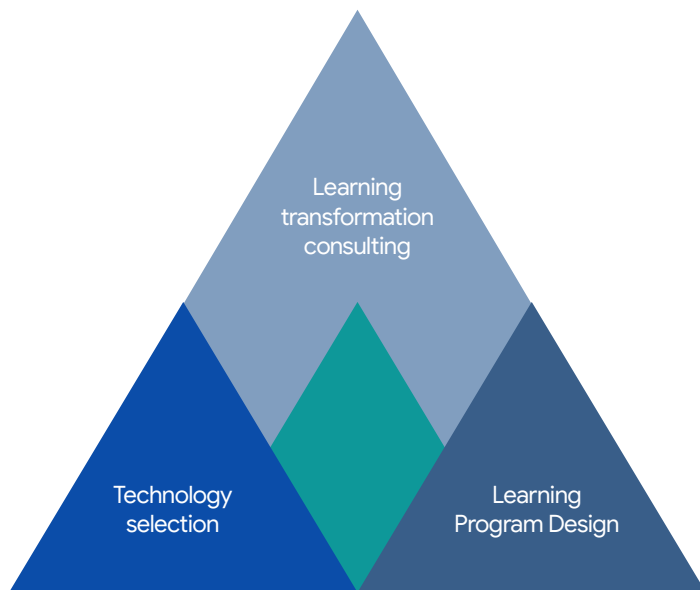 Learning
transformation
consulting
Technology
selection
Learning
Program Design